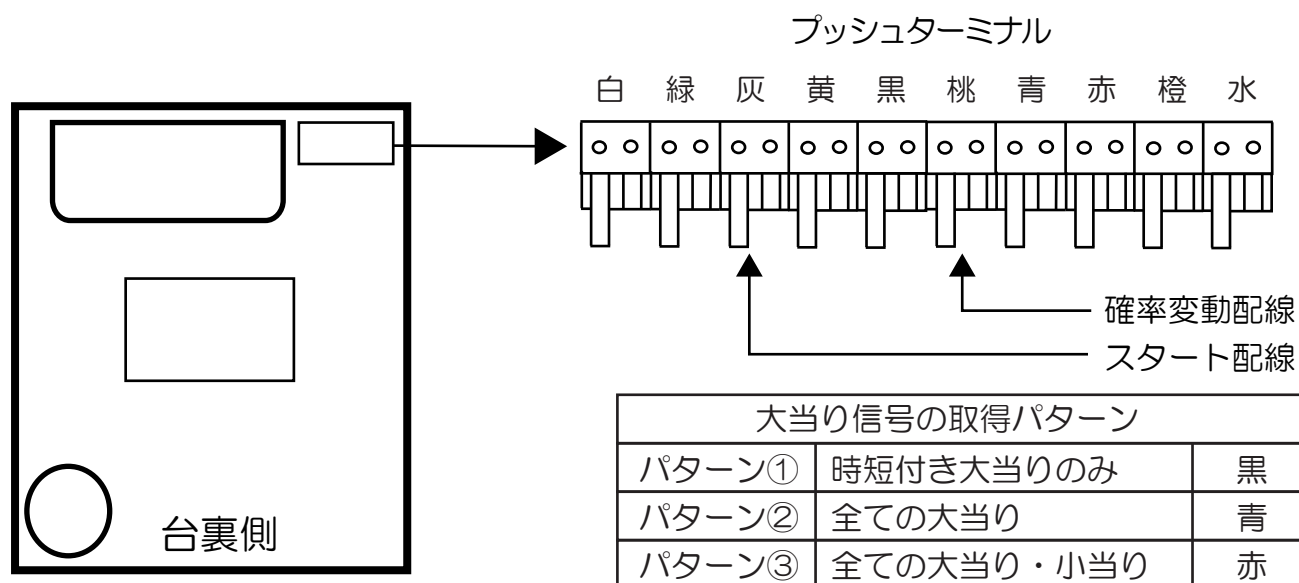 プッシュターミナル
白 緑 灰 黄 黒 桃 青 赤 橙 水
確率変動配線
スタート配線
台裏側
大当り信号の取得パターン
パターン① 時短付き大当りのみ 黒
パターン② 全ての大当り 青
パターン③ 全ての大当り・小当り 赤